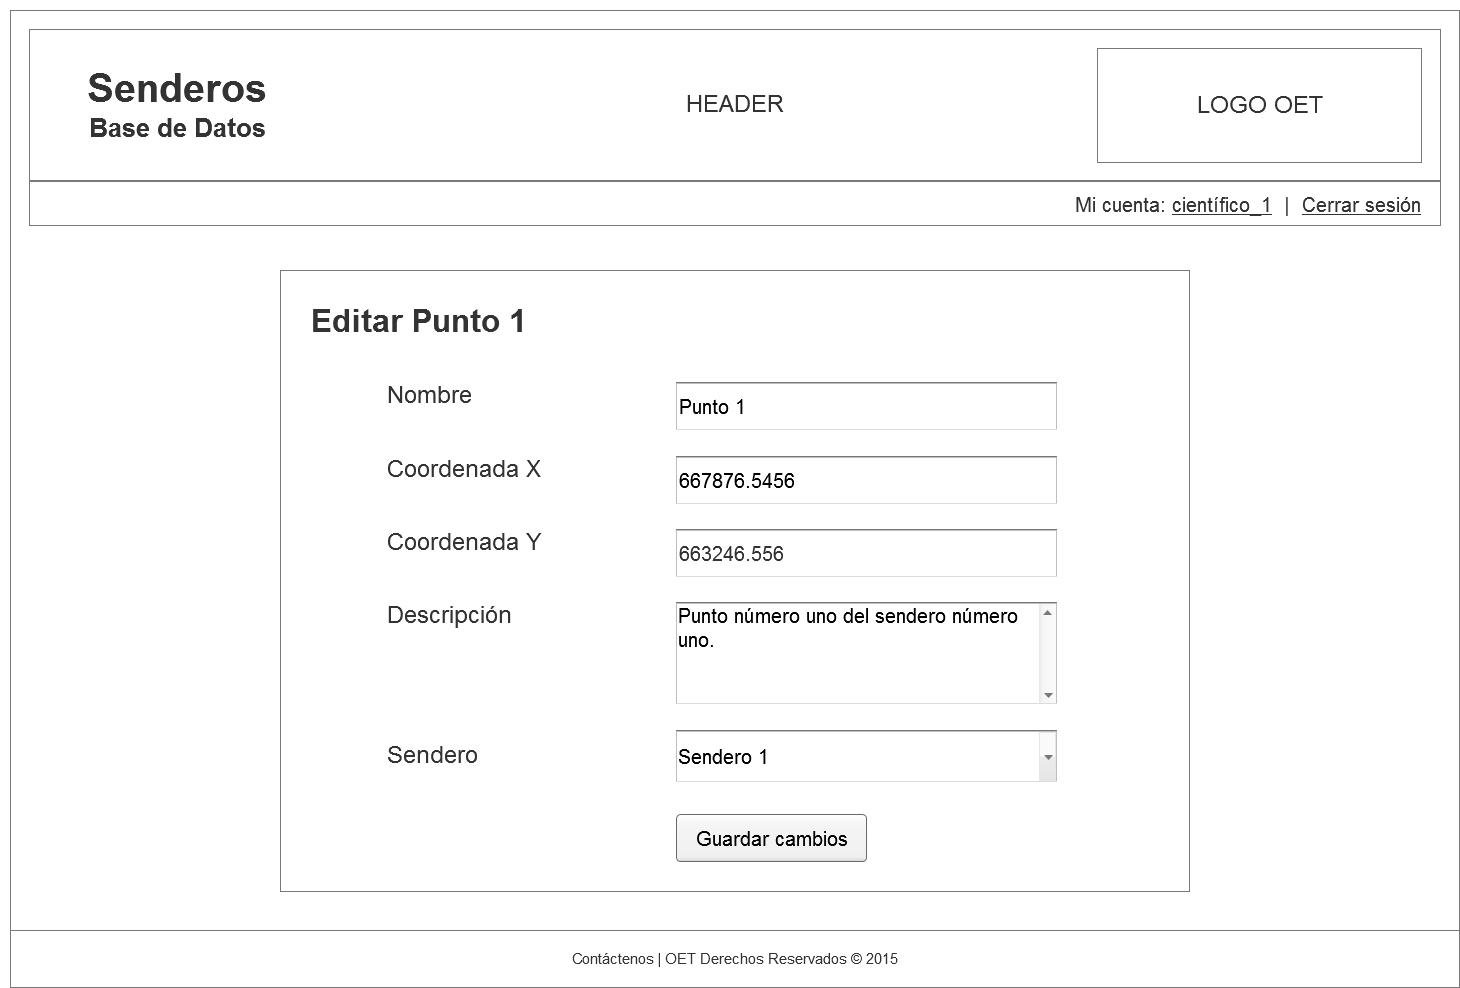 Senderos
Base de Datos
HEADER
LOGO OET
Mi cuenta: científico_1 | Cerrar sesión
Editar Punto 1
Nombre
Punto 1
Coordenada X
667876.5456
Coordenada Y
663246.556
Descripción
Punto número uno del sendero número
uno.
Sendero
Sendero 1
Guardar cambios
Contáctenos | OET Derechos Reservados © 2015